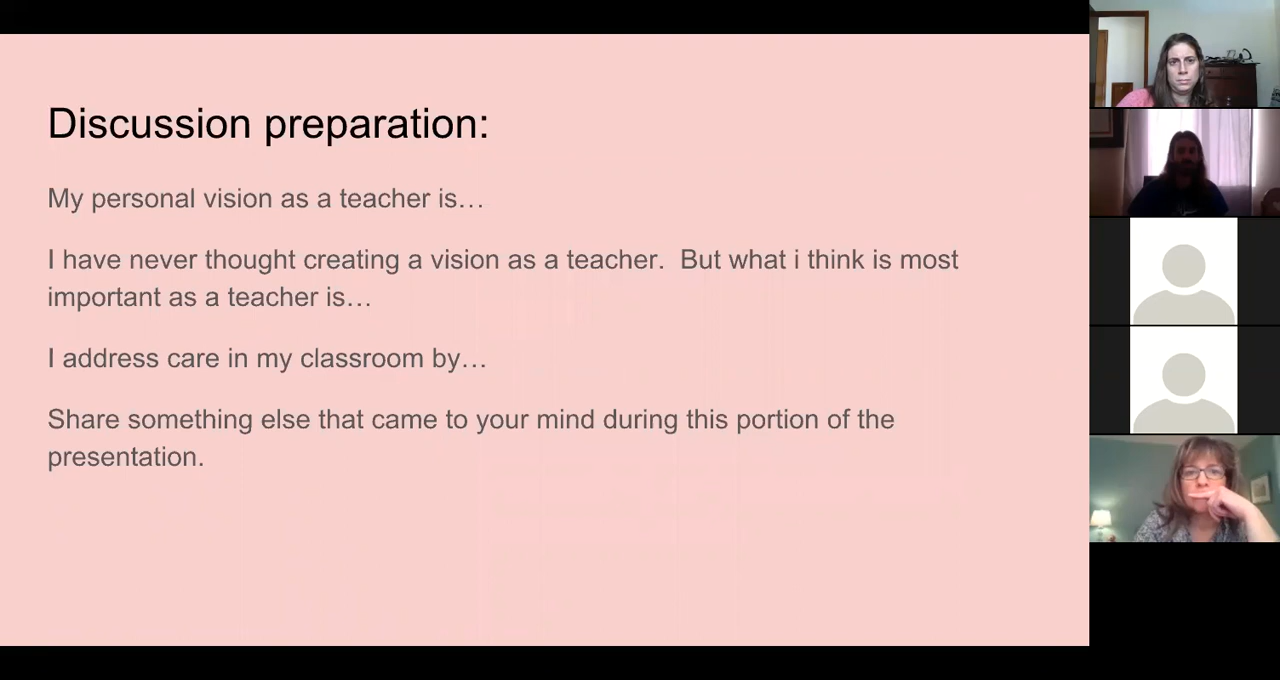 Discussion preparation:
My personal vision as a teacher is…
I have never thought creating a vision as a teacher.  But what i think is most
important as a teacher is…
I address care in my classroom by…
Share something else that came to your mind during this portion of the
presentation.